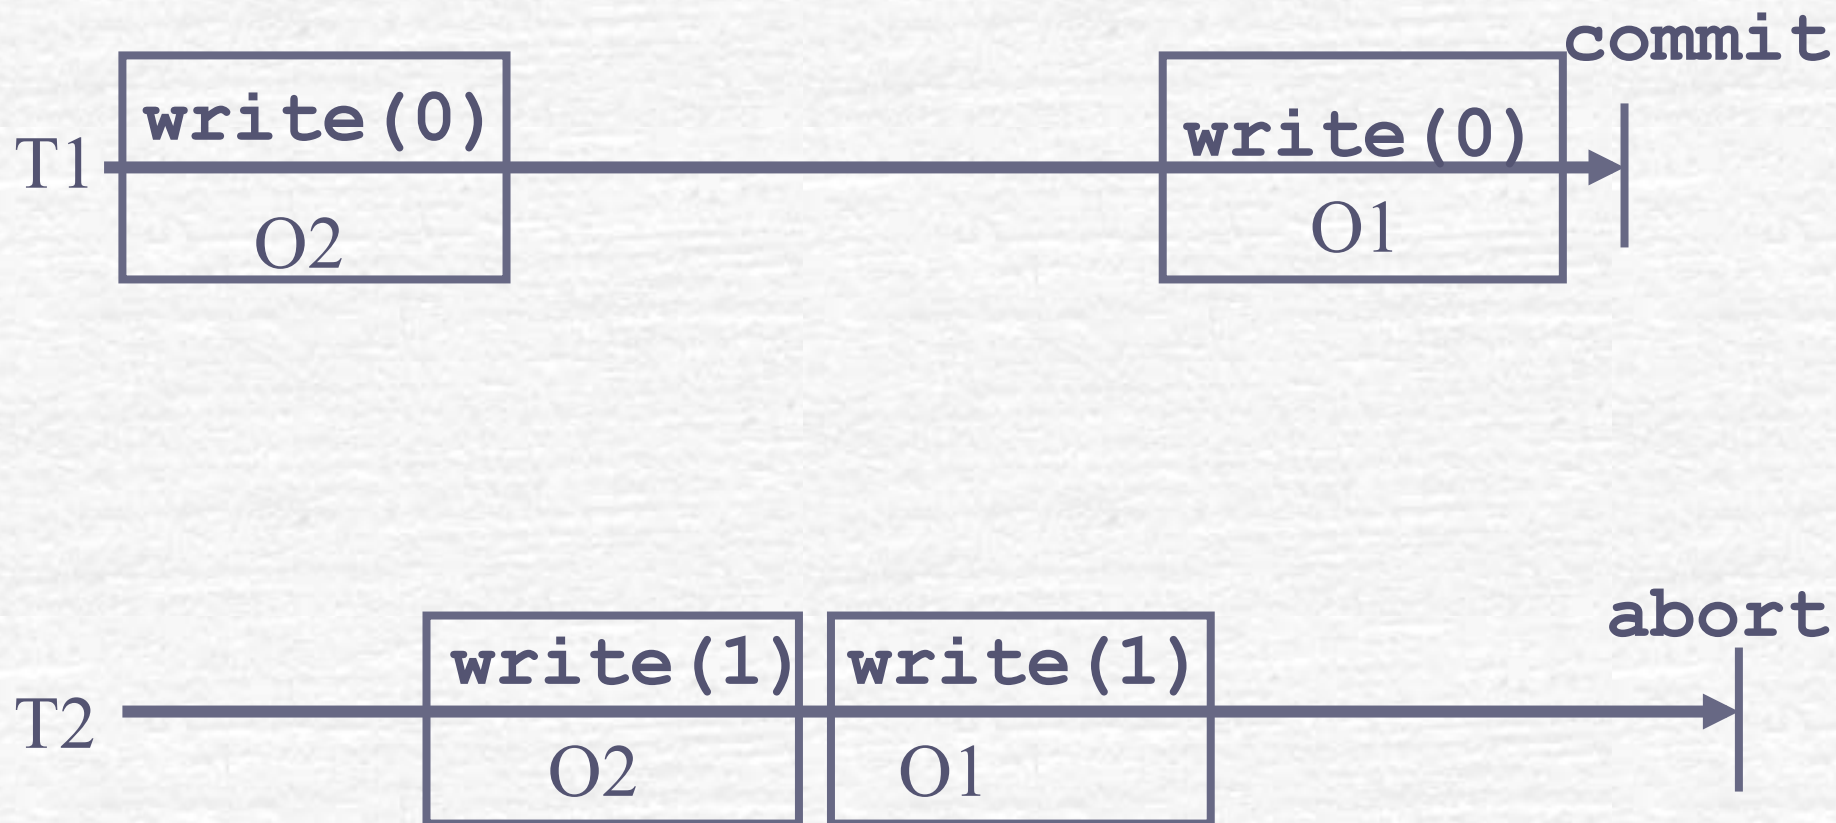 commit
write(0) write(0)
T1
O2 O1
abort
write(1) write(1)
T2
O2 O1